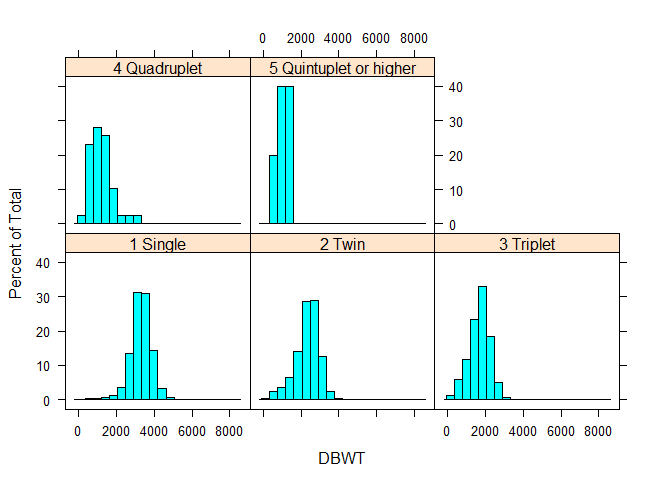 0 2000 4000 6000 8000
4 Quadruplet 5 Quintuplet or higher
40
30
20
10
0
Percent of Total
1 Single 2 Twin 3 Triplet
40
30
20
10
0
0 2000 4000 6000 8000 0 2000 4000 6000 8000
DBWT